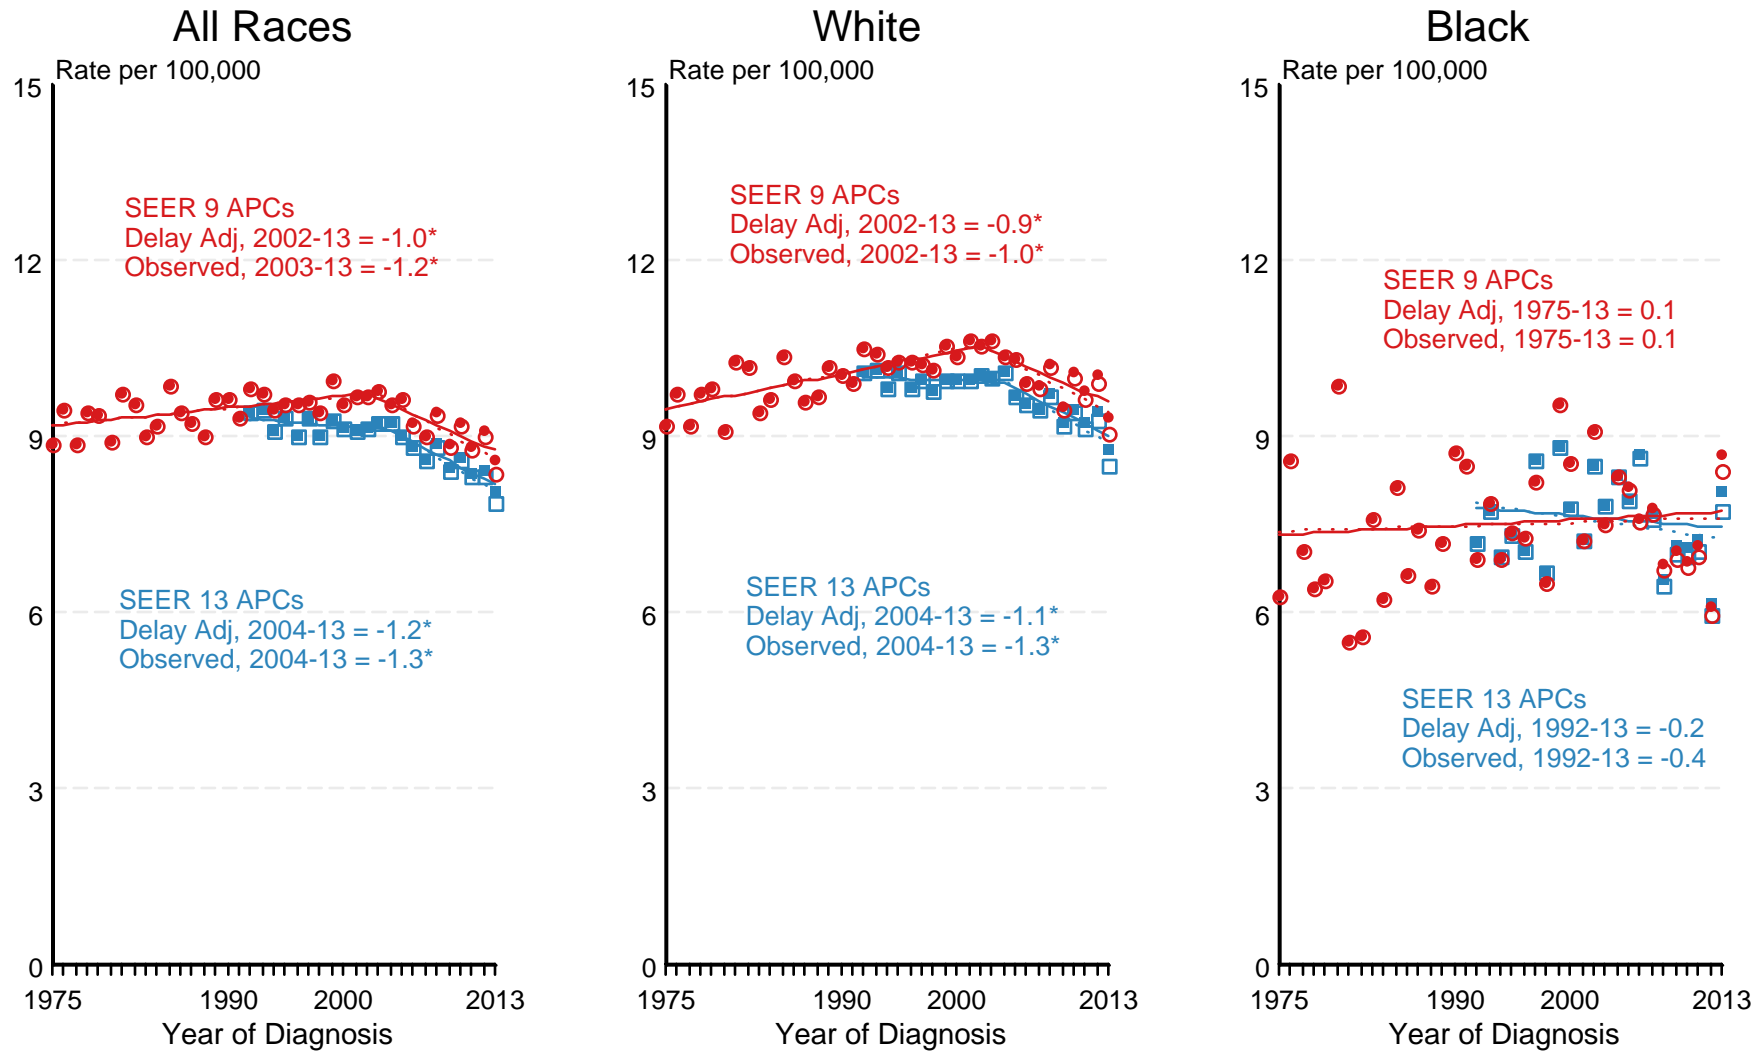 All Races
Rate per 100,000
15
12
9
6
3
0
SEER 9 APCs
Delay Adj, 2002-13 = -1.0*
Observed, 2003-13 = -1.2*
SEER 13 APCs
Delay Adj, 2004-13 = -1.2*
Observed, 2004-13 = -1.3*
1975 1990 2000 2013
Year of Diagnosis
White
Rate per 100,000
15
12
9
6
3
0
SEER 9 APCs
Delay Adj, 2002-13 = -0.9*
Observed, 2002-13 = -1.0*
SEER 13 APCs
Delay Adj, 2004-13 = -1.1*
Observed, 2004-13 = -1.3*
1975 1990 2000 2013
Year of Diagnosis
Black
Rate per 100,000
15
12
9
6
3
0
SEER 9 APCs
Delay Adj, 1975-13 = 0.1
Observed, 1975-13 = 0.1
SEER 13 APCs
Delay Adj, 1992-13 = -0.2
Observed, 1992-13 = -0.4
1975 1990 2000 2013
Year of Diagnosis